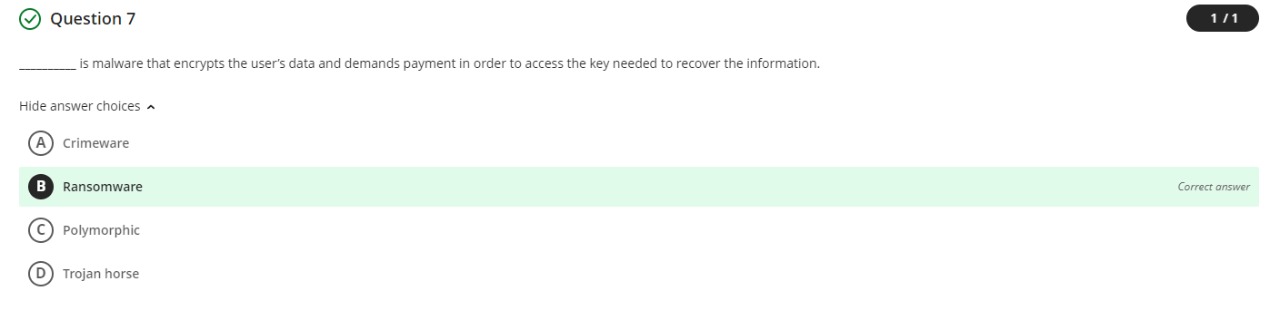 Question 7
1 / 1
__________ is malware that encrypts the user’s data and demands payment in order to access the key needed to recover the information.
Hide answer choices
A Crimeware
B Ransomware Correct answer
C Polymorphic
D Trojan horse